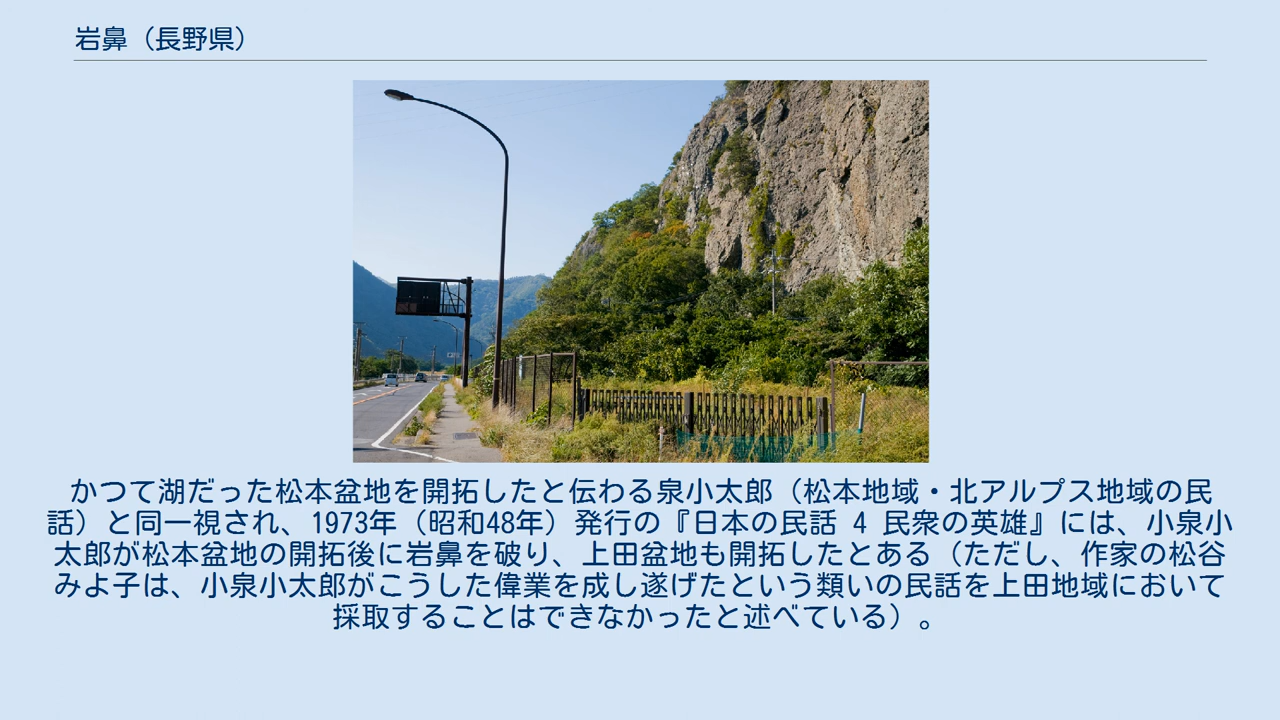 岩鼻（長野県）
かつて湖だった松本盆地を開拓したと伝わる泉小太郎（松本地域・北アルプス地域の民
話）と同一視され、1973年（昭和48年）発行の『日本の民話 4 民衆の英雄』には、小泉小
太郎が松本盆地の開拓後に岩鼻を破り、上田盆地も開拓したとある（ただし、作家の松谷
みよ子は、小泉小太郎がこうした偉業を成し遂げたという類いの民話を上田地域において
採取することはできなかったと述べている）。